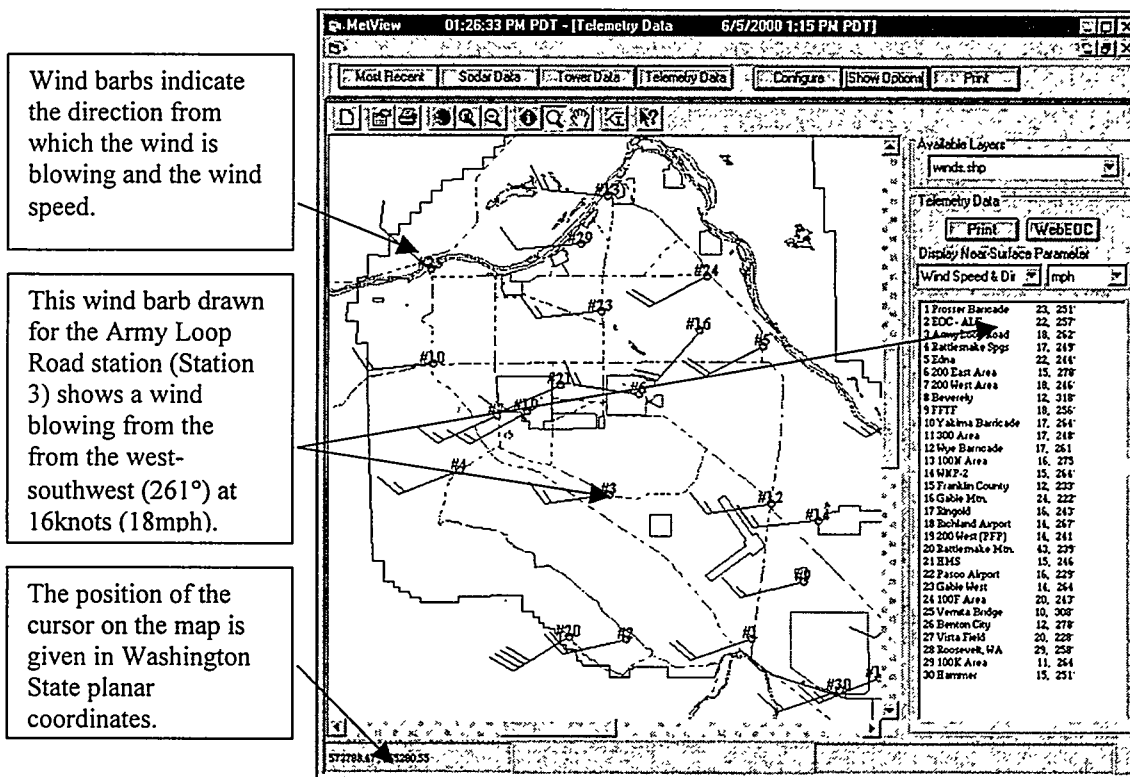 Wind barbs indicate
the direction from
which the wind is
blowing and the wind
speed.
This wind barb drawn
for the Army Loop
Road station (Station
3) shows a wind
blowing from the
from the west-
southwest (261°) at
16knots (18mph).
The position of the
cursor on the map is
given in Washington
State planar
coordinates.
MetView 01:26:33 PM PDT - [Telemetry Data 6/5/2000 1:15 PM PDT]
Most Recent Sodar Data Tower Data Telemetry Data Configure Show Options Print
Available Layers
winds.shp
Telemetry Data
Print WebEOC
Display Near-Surface Parameter
Wind Speed & Dir mph
1 Prosser Barricade 23, 251°
2 EOC - 22, 257°
3 Army Loop Road 18, 262°
4 Rattlesnake Spgs 17, 249°
5 Edna 22, 244°
6 200 East Area 15, 278°
7 200 West Area 18, 246°
8 Beverely 12, 318°
9 FFTF 18, 256°
10 Yakima Barricade 17, 264°
11 300 Area 17, 248°
12 Wye Barricade 17, 261
13 100N Area 16, 275
14 WNP-2 15, 264°
15 Franklin County 12, 233°
16 Gable Mtn. 24, 222°
17 Ringold 16, 243°
18 Richland Airport 14, 267°
19 200 West (PFP) 14, 241
20 Rattlesnake Mtn. 43, 239°
21 HMS 15, 246
22 Pasco Airport 16, 229°
23 Gable West 14, 264
24 100F Area 20, 243°
25 Vernita Bridge 10, 308°
26 Benton City 12, 278°
27 Vista Field 20, 228°
28 Roosevelt, WA 29, 258°
29 100K Area 11, 264
30 Hammer 15, 251°
#13
#29
#24
#23
#16
#5
#10
#21
#6
#7 #19
#4
#3
#12
#14
#9
#20 #2 #1
#30 #1